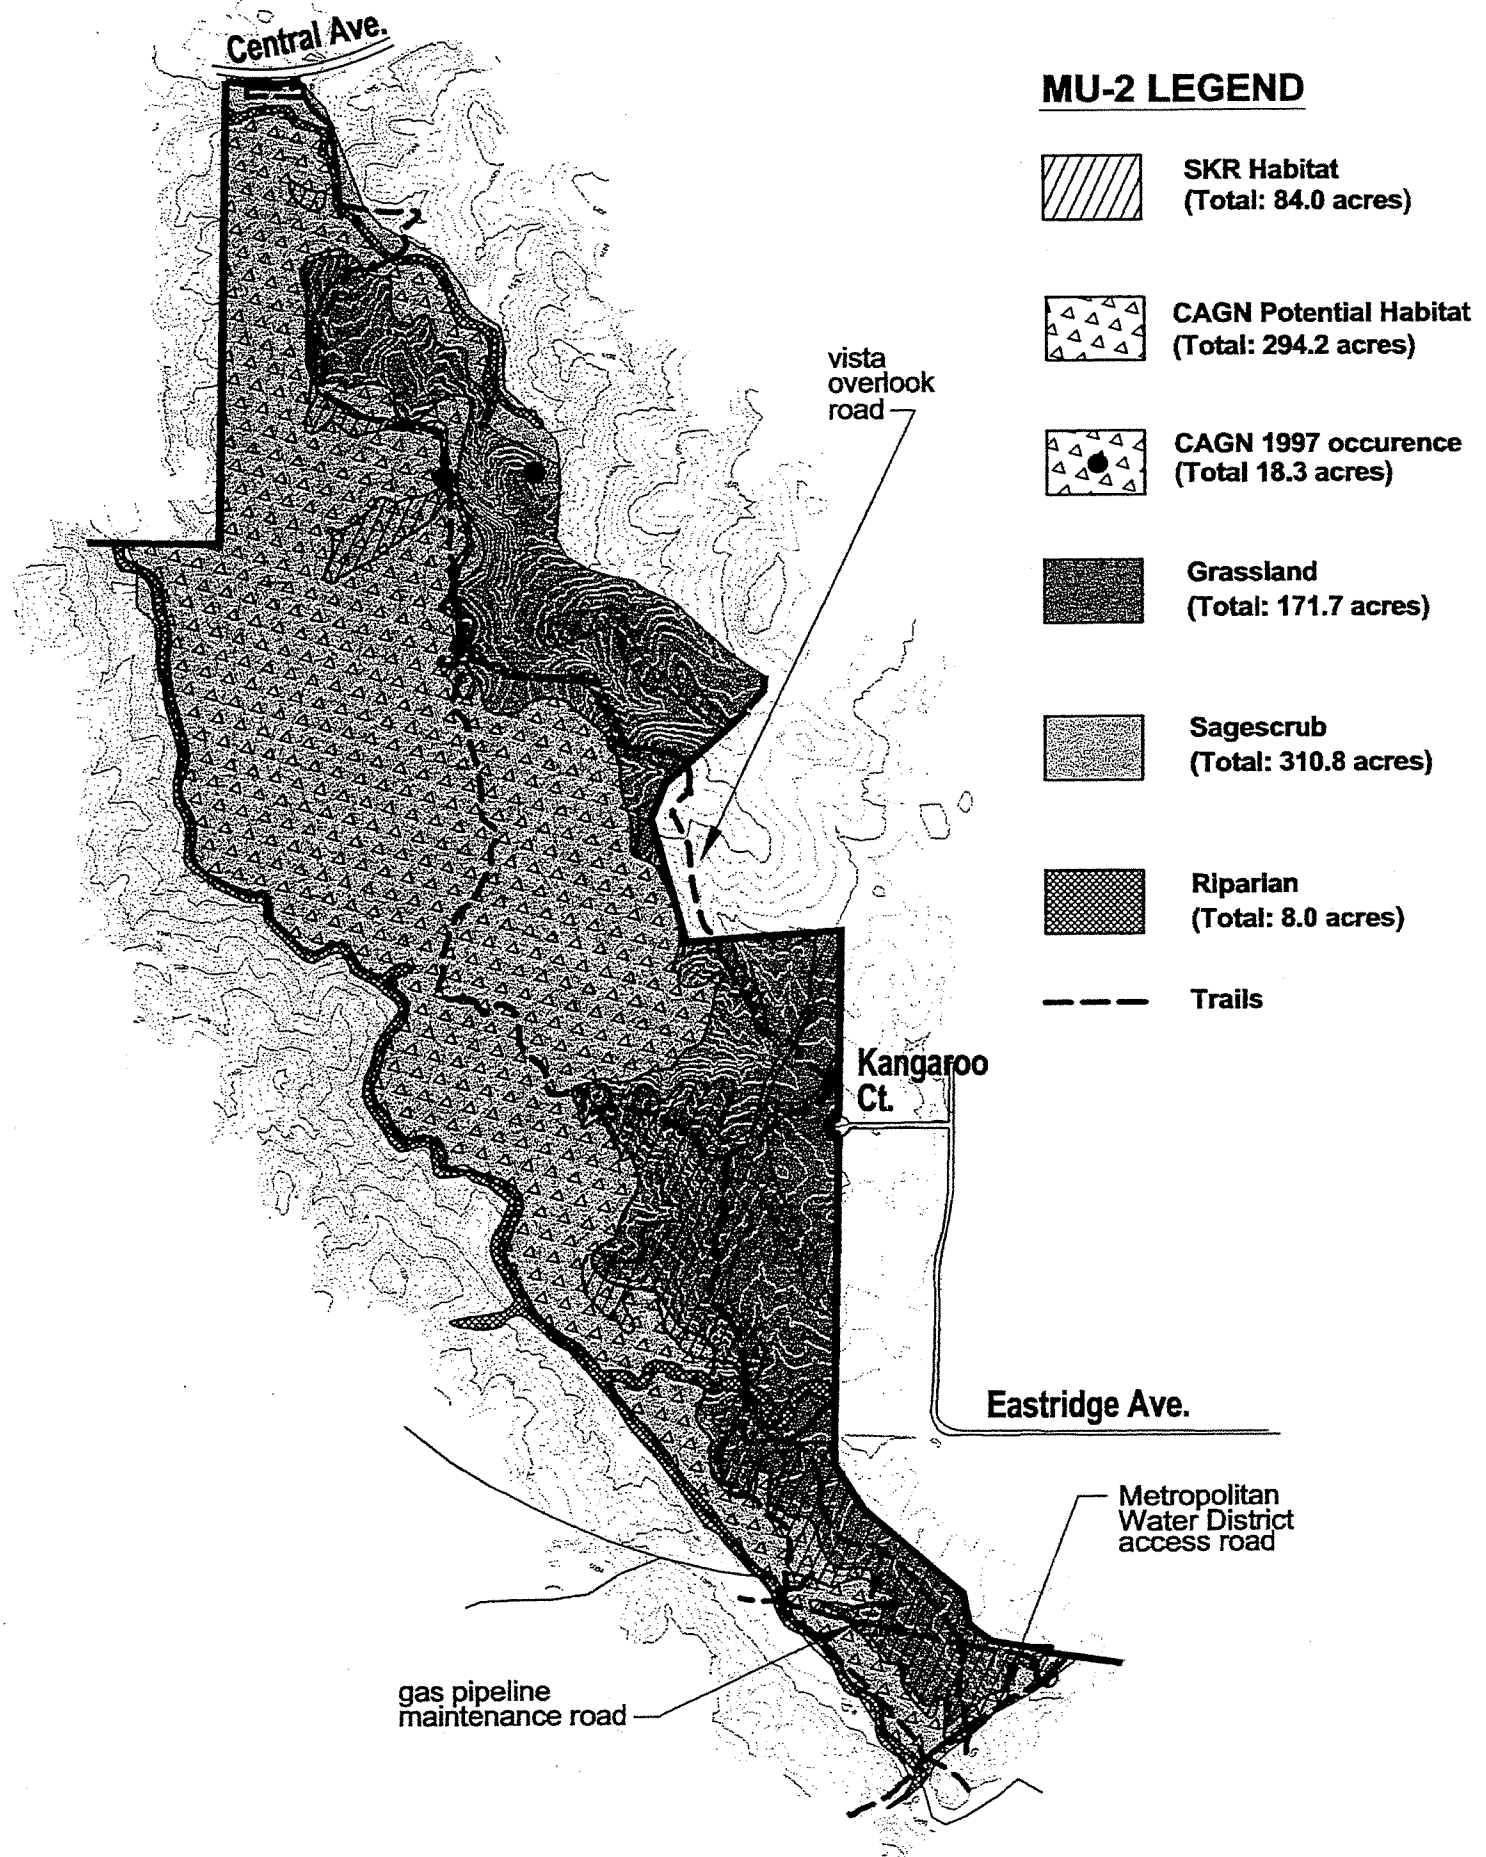 Central Ave.
MU-2 LEGEND
SKR Habitat
(Total: 84.0 acres)
CAGN Potential Habitat
(Total: 294.2 acres)
vista
overlook
road
CAGN 1997 occurence
(Total 18.3 acres)
Grassland
(Total: 171.7 acres)
Sagescrub
(Total: 310.8 acres)
Riparian
(Total: 8.0 acres)
Trails
Kangaroo
Ct.
Eastridge Ave.
Metropolitan
Water District
access road
gas pipeline
maintenance road